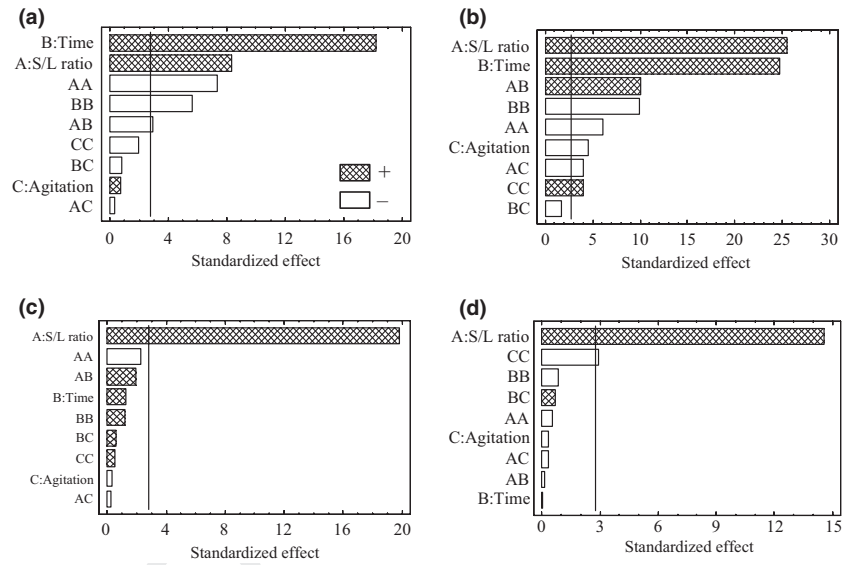 (a)
B:Time
A:S/L ratio
AA
BB
AB
CC
BC
C:Agitation
AC
+
−
0 4 8 12 16 20
Standardized effect
(b)
A:S/L ratio
B:Time
AB
BB
AA
C:Agitation
AC
CC
BC
0 5 10 15 20 25 30
Standardized effect
(c)
A:S/L ratio
AA
AB
B:Time
BB
BC
CC
C:Agitation
AC
0 4 8 12 16 20
Standardized effect
(d)
A:S/L ratio
CC
BB
BC
AA
C:Agitation
AC
AB
B:Time
0 3 6 9 12 15
Standardized effect